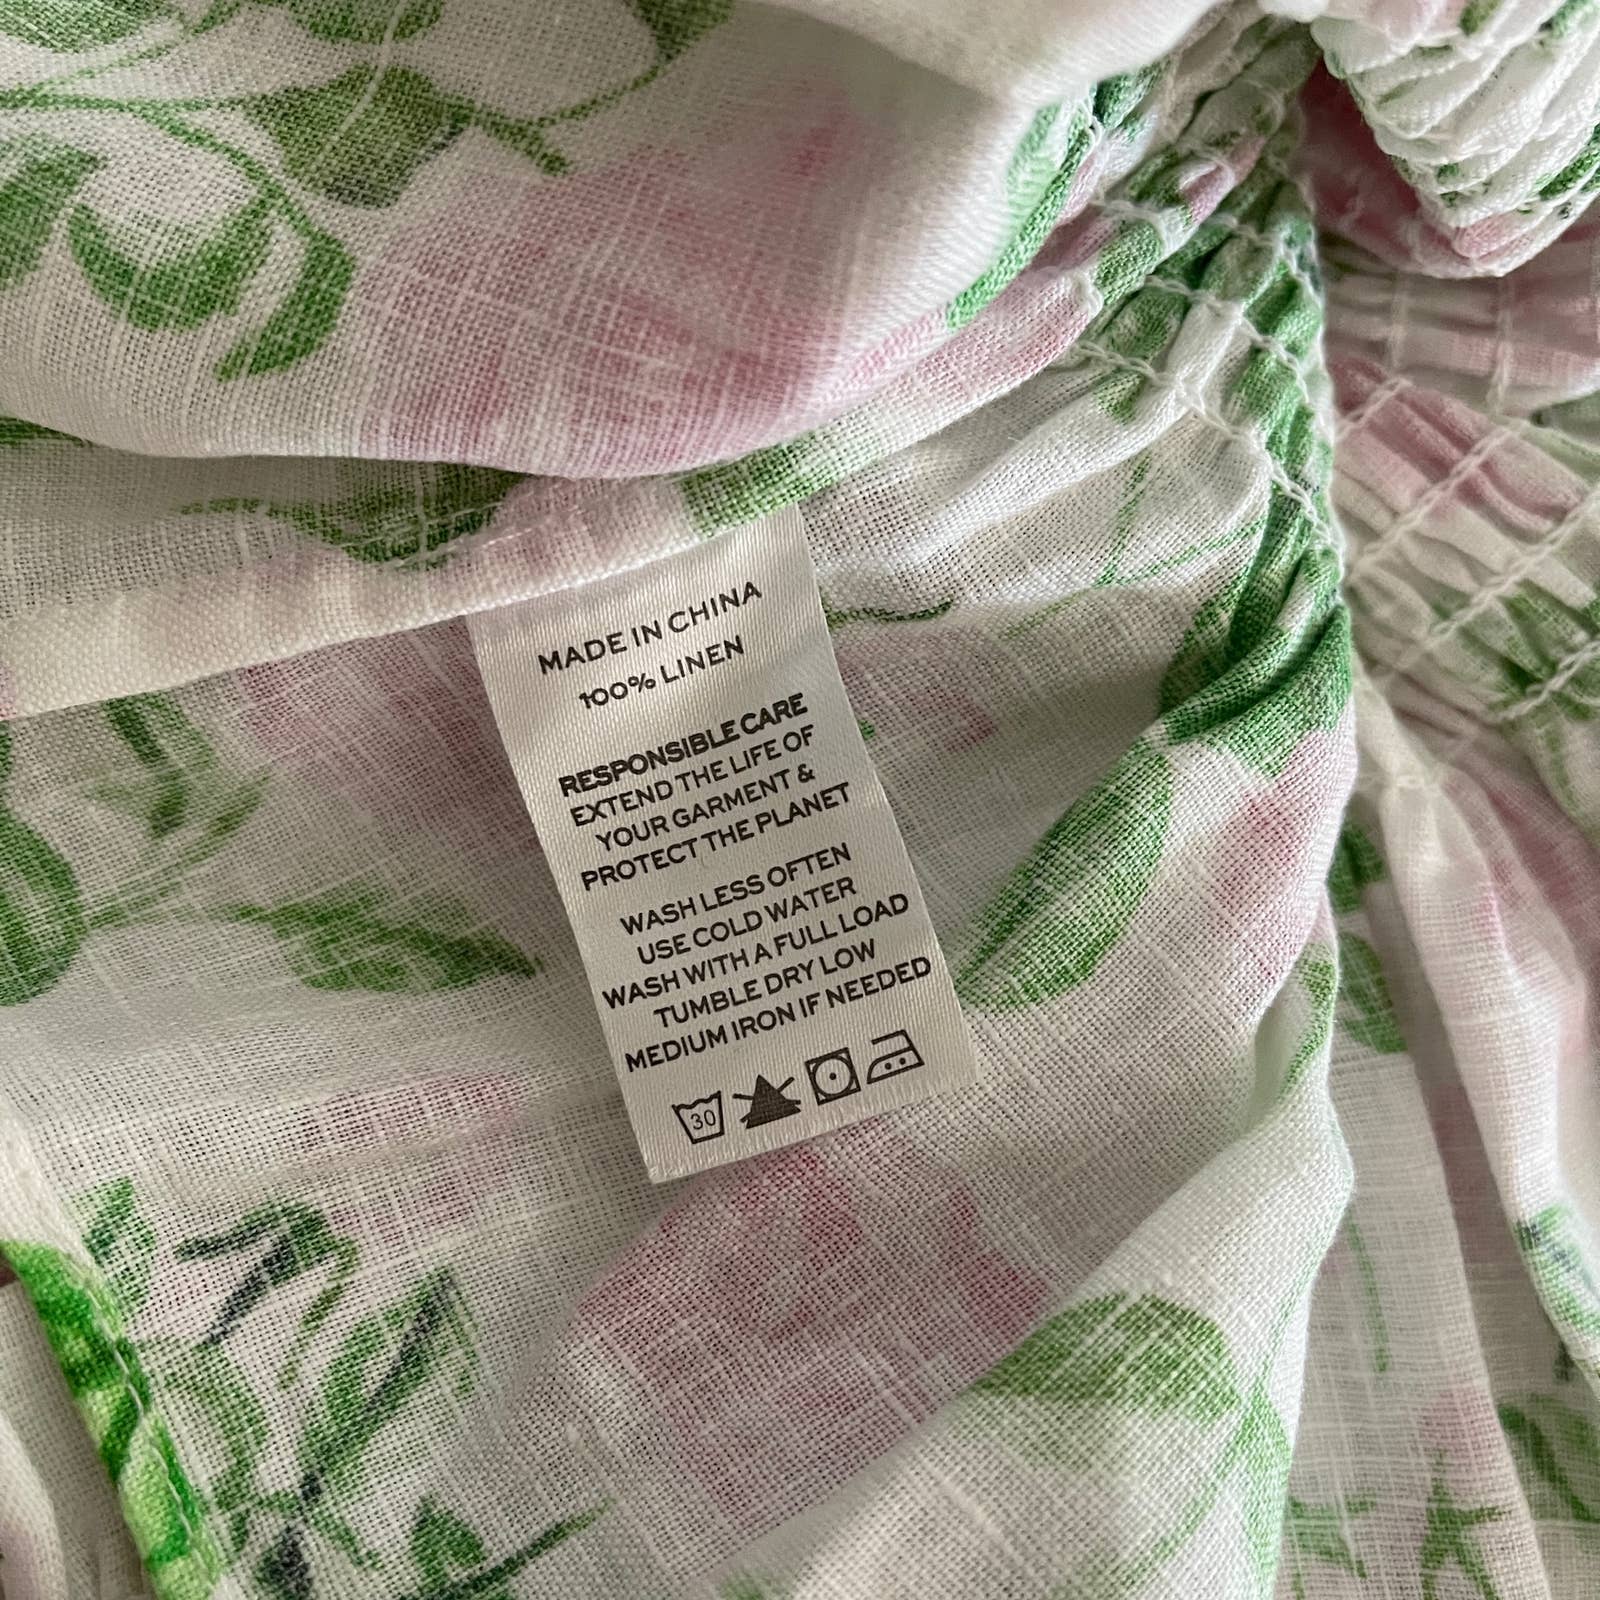 MADE IN CHINA
100% LINEN
RESPONSIBLE CARE
EXTEND THE LIFE OF
YOUR GARMENT &
PROTECT THE PLANET
WASH LESS OFTEN
USE COLD WATER
WASH WITH A FULL LOAD
TUMBLE DRY LOW
MEDIUM IRON IF NEEDED
30